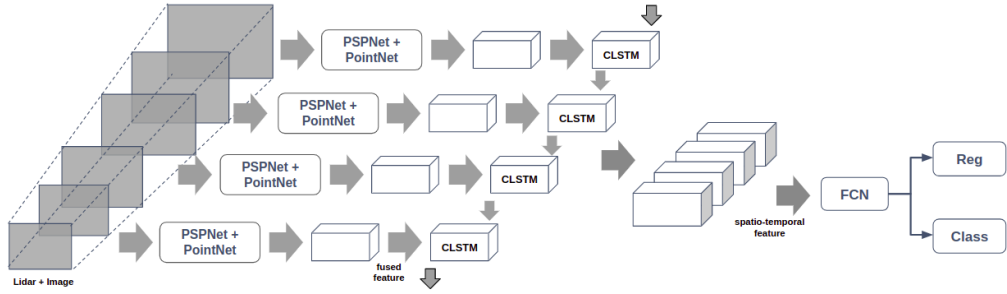 PSPNet +
PointNet
CLSTM
PSPNet +
PointNet
CLSTM
PSPNet +
PointNet
CLSTM
PSPNet +
PointNet
CLSTM
fused
feature
Lidar + Image
spatio-temporal
feature
FCN
Reg
Class